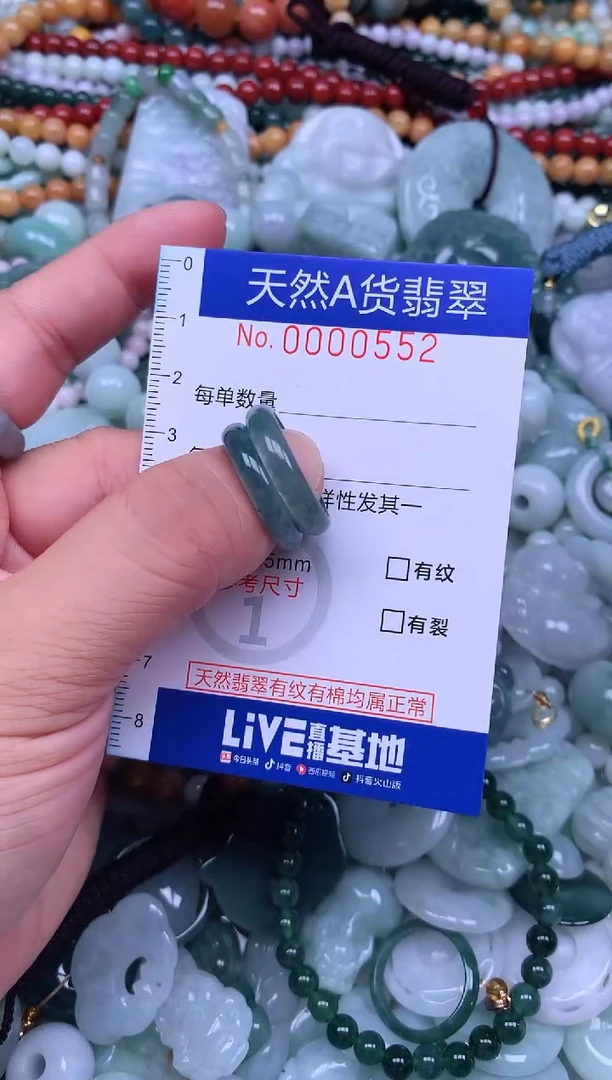 0
天然A货翡翠
No. 0000552
1
2
每单数量
3
样性发其一
5mm
□有纹
考尺寸
1
□有裂
7
天然翡翠有纹有棉均属正常
8
LiVE直播基地
今日头条 抖音 西瓜视频 抖音火山版